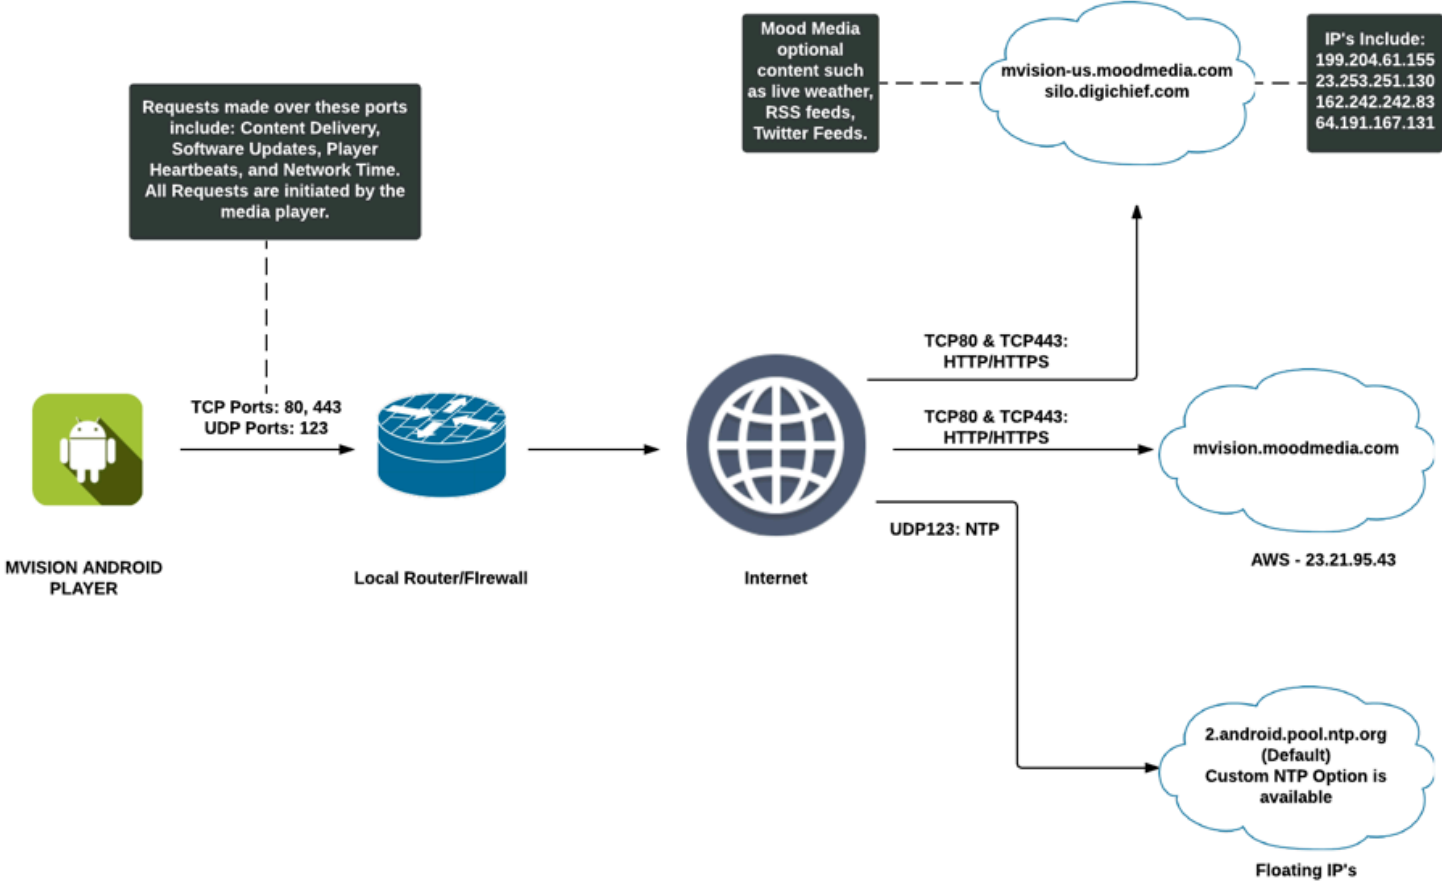 Mood Media
optional
content such
as live weather,
RSS feeds,
Twitter Feeds.
mvision-us.moodmedia.com
silo.digichief.com
IP's Include:
199.204.61.155
23.253.251.130
162.242.242.83
64.191.167.131
Requests made over these ports
include: Content Delivery,
Software Updates, Player
Heartbeats, and Network Time.
All Requests are initiated by the
media player.
TCP80 & TCP443:
HTTP/HTTPS
TCP Ports: 80, 443
UDP Ports: 123
TCP80 & TCP443:
HTTP/HTTPS
mvision.moodmedia.com
UDP123: NTP
AWS - 23.21.95.43
MVISION ANDROID
PLAYER
Local Router/FIrewall
Internet
2.android.pool.ntp.org
(Default)
Custom NTP Option is
available
Floating IP's